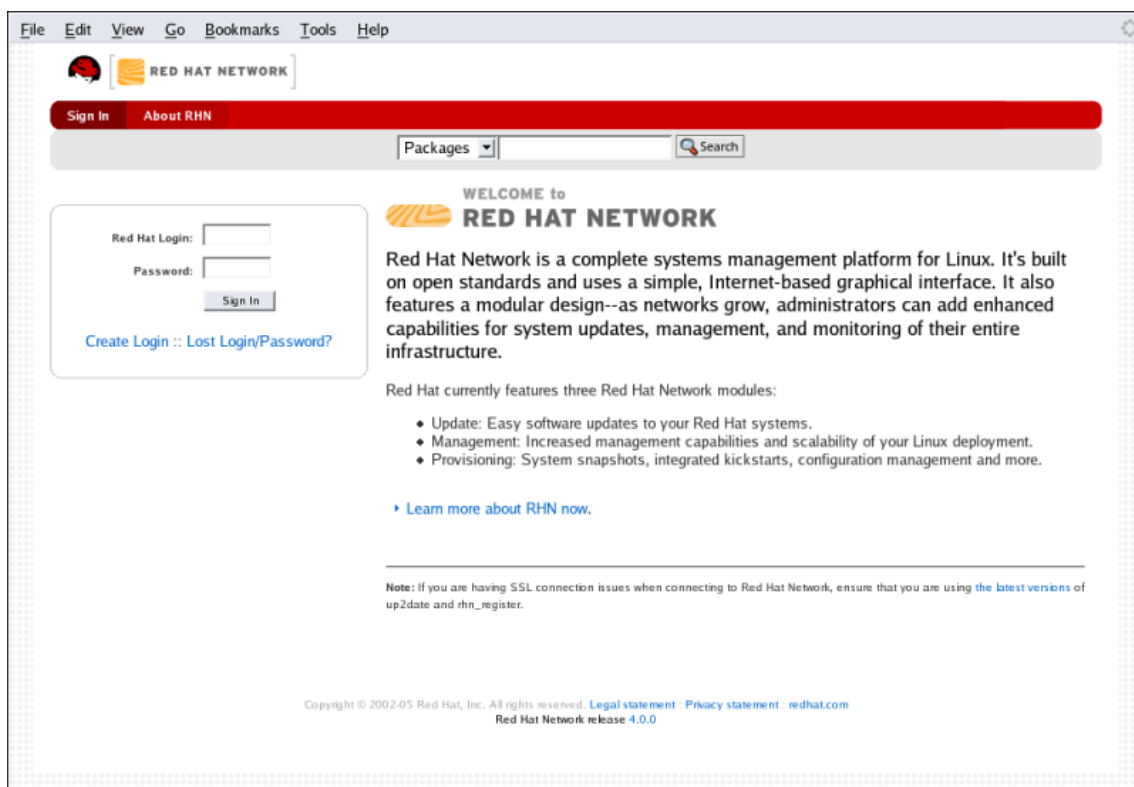 File Edit View Go Bookmarks Tools Help
RED HAT NETWORK
Sign In About RHN
Packages Search
WELCOME to
RED HAT NETWORK
Red Hat Login:
Password:
Sign In
Create Login :: Lost Login/Password?
Red Hat Network is a complete systems management platform for Linux. It's built
on open standards and uses a simple, Internet-based graphical interface. It also
features a modular design--as networks grow, administrators can add enhanced
capabilities for system updates, management, and monitoring of their entire
infrastructure.
Red Hat currently features three Red Hat Network modules:
◆ Update: Easy software updates to your Red Hat systems.
◆ Management: Increased management capabilities and scalability of your Linux deployment.
◆ Provisioning: System snapshots, integrated kickstarts, configuration management and more.
Learn more about RHN now.
Note: If you are having SSL connection issues when connecting to Red Hat Network, ensure that you are using the latest versions of
up2date and rhn_register.
Copyright © 2002-05 Red Hat, Inc. All rights reserved. Legal statement : Privacy statement : redhat.com
Red Hat Network release 4.0.0